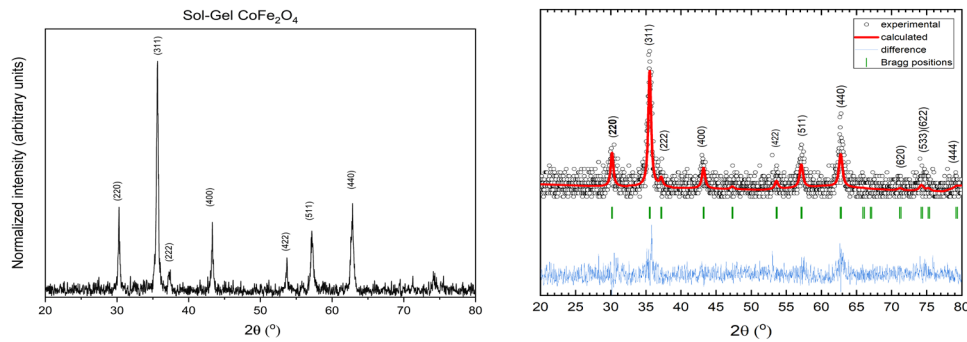 Sol-Gel CoFe₂O₄
Normalized intensity (arbitrary units)
(220)
(311)
(222)
(400)
(422)
(511)
(440)
20 30 40 50 60 70 80
2θ (°)
experimental
calculated
difference
Bragg positions
(220)
(311)
(222)
(400)
(422)
(511)
(440)
(620)
(533)(622)
(444)
20 25 30 35 40 45 50 55 60 65 70 75 80
2θ (°)